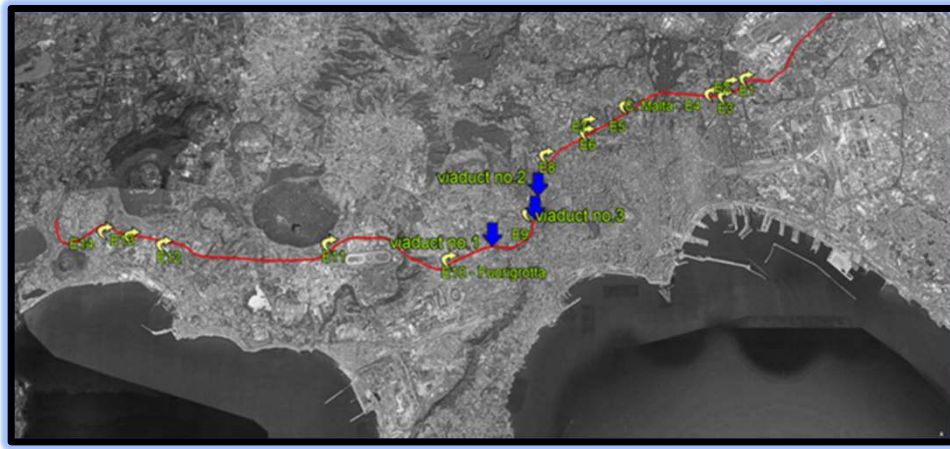 E1
E3
C. Malta - E4
E5
E6
E8
viaduct no.2
viaduct no.3
E9
viaduct no.1
E10 - Fuorigrotta
E11
E12
E13
E14